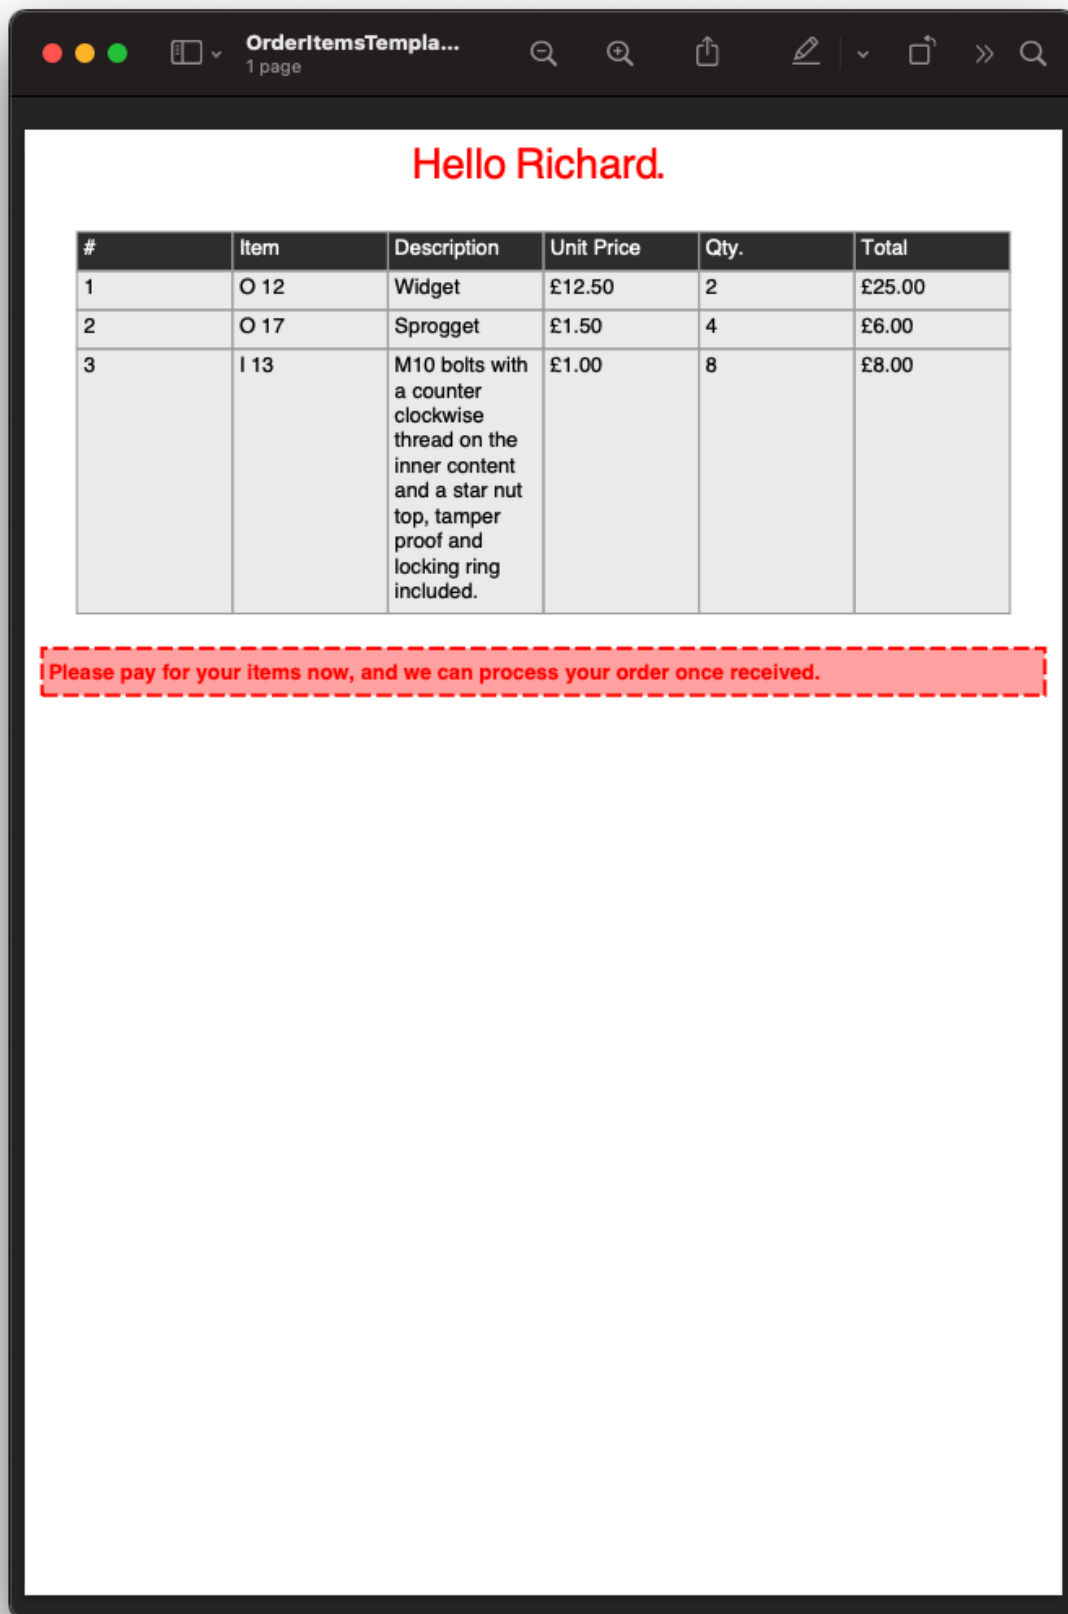 OrderItemsTempla...
1 page
Hello Richard.
# Item Description Unit Price Qty. Total
1 O 12 Widget £12.50 2 £25.00
2 O 17 Sprogget £1.50 4 £6.00
3 I 13 M10 bolts with £1.00 8 £8.00
a counter
clockwise
thread on the
inner content
and a star nut
top, tamper
proof and
locking ring
included.
Please pay for your items now, and we can process your order once received.